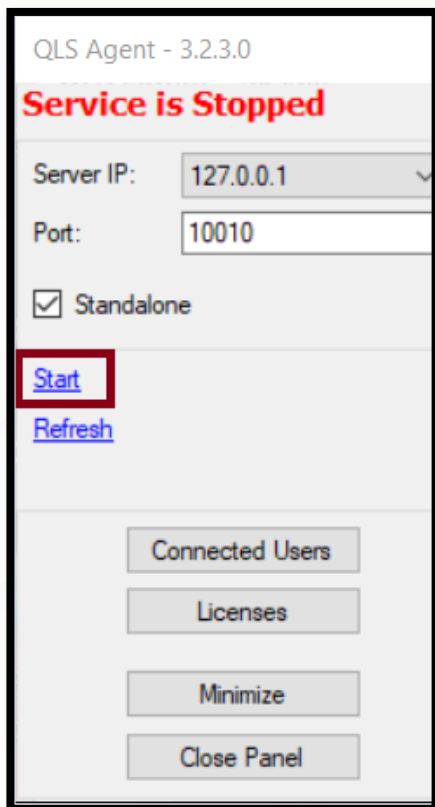 QLS Agent - 3.2.3.0
Service is Stopped
Server IP: 127.0.0.1
Port: 10010
Standalone
Start
Refresh
Connected Users
Licenses
Minimize
Close Panel